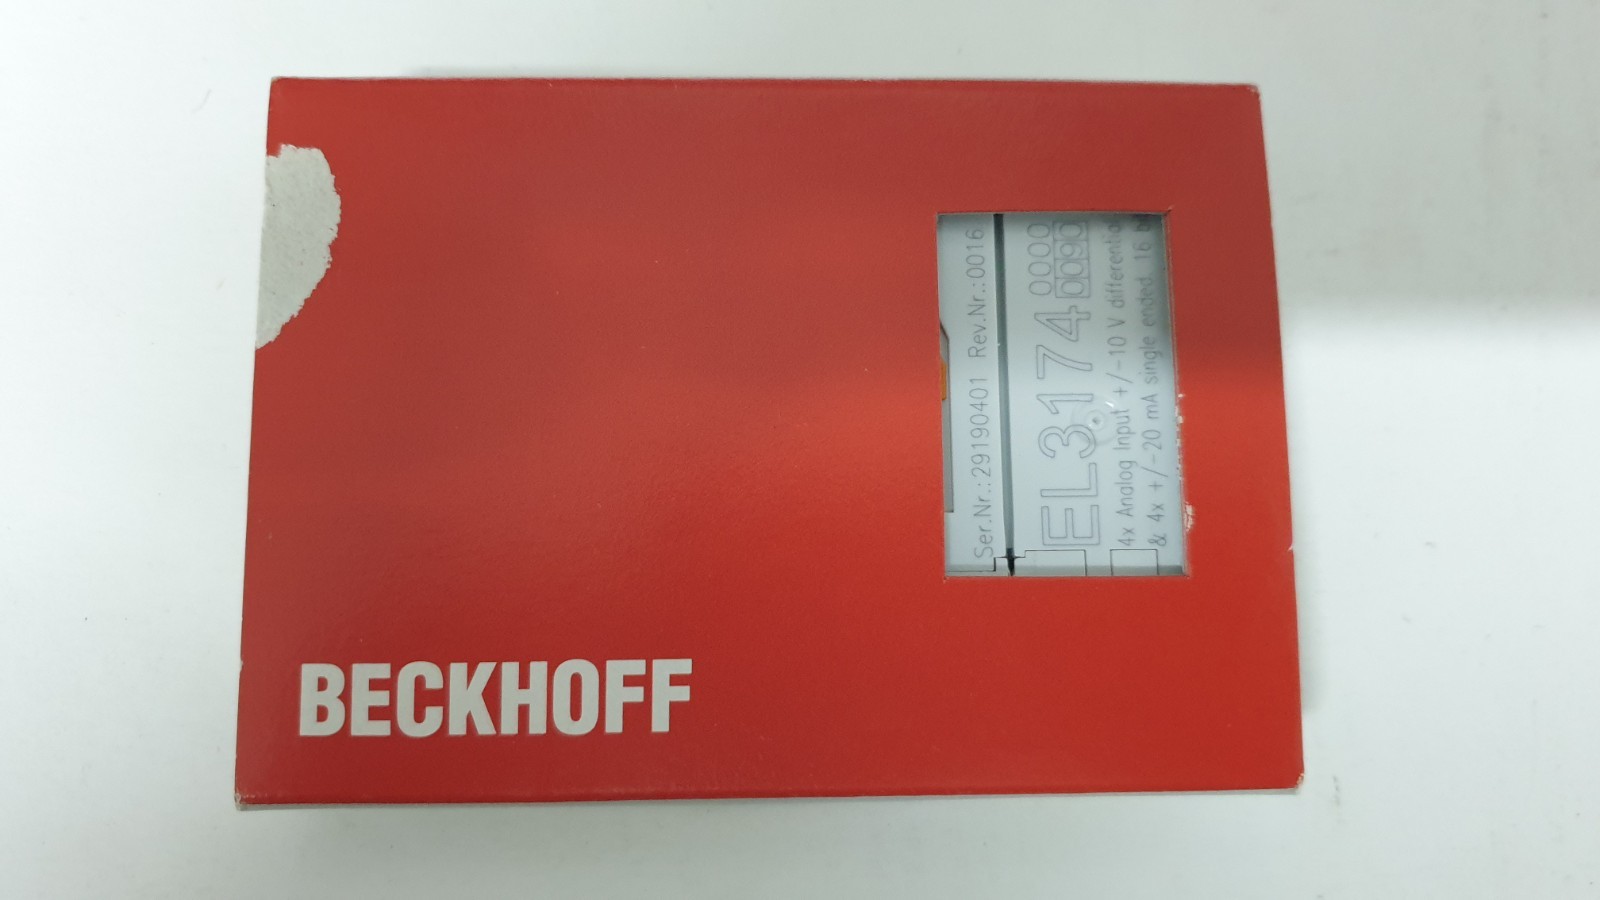 BECKHOFF
Ser.Nr.:29190401 Rev.Nr.:0016
EL3174 0000
0090
4x Analog Input +/-10 V differentia
& 4x +/-20 mA single ended, 16 b